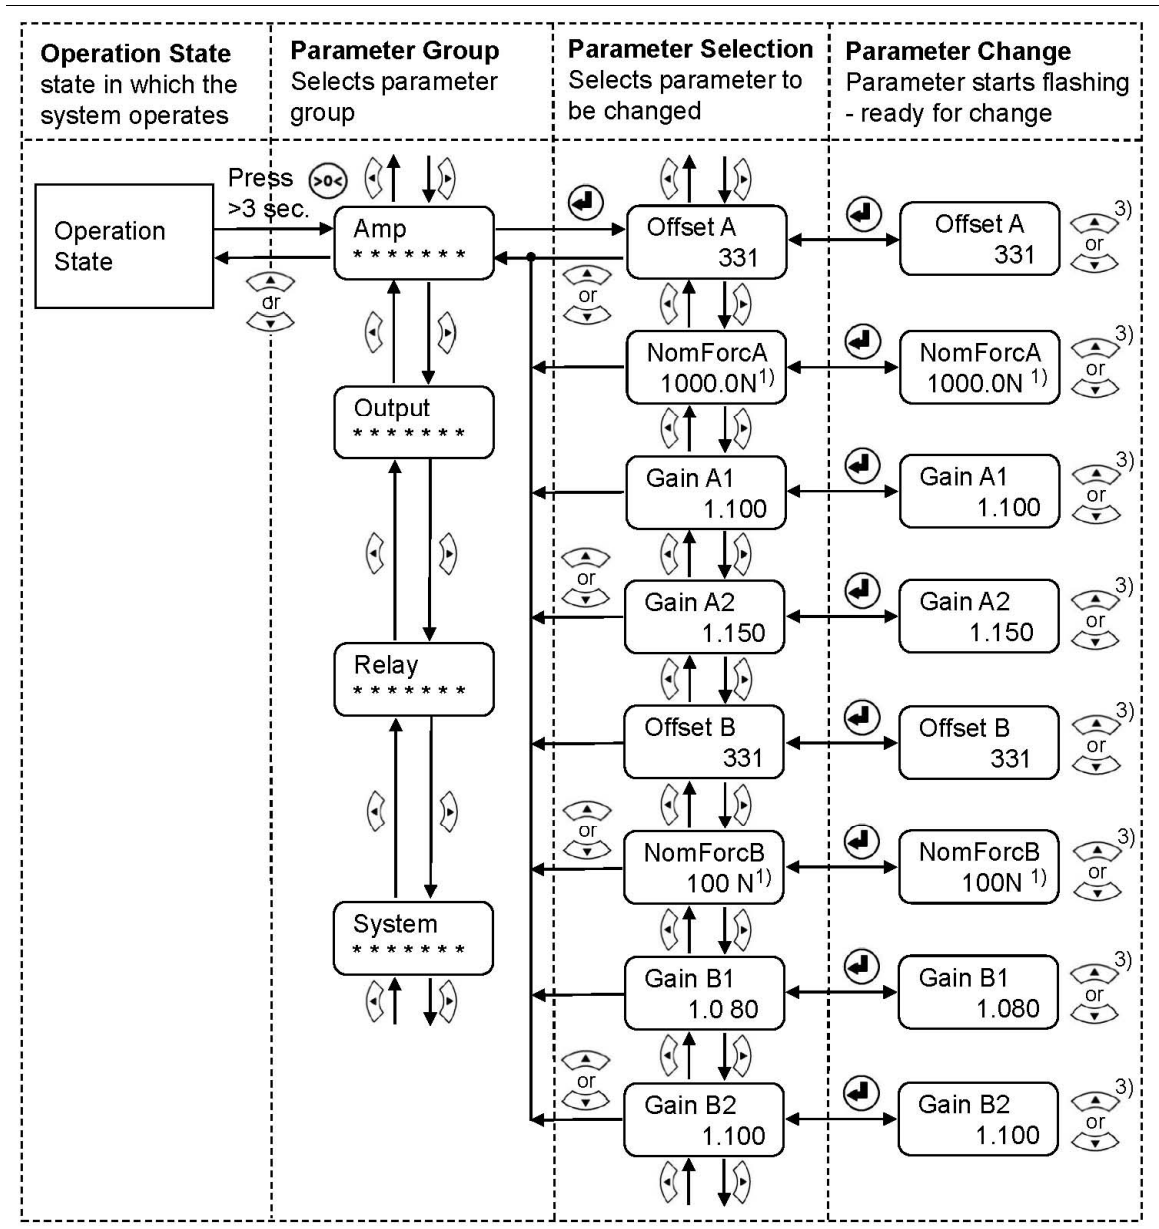 Operation State
state in which the
system operates
Parameter Group
Selects parameter
group
Parameter Selection
Selects parameter to
be changed
Parameter Change
Parameter starts flashing
- ready for change
Operation
State
Press >0<
>3 sec.
or
Amp
* * * * * * *
Output
* * * * * * *
Relay
* * * * * * *
System
* * * * * * *
Offset A
331
or
NomForcA
1000.0N 1)
Gain A1
1.100
or
Gain A2
1.150
Offset B
331
or
NomForcB
100 N 1)
Gain B1
1.0 80
or
Gain B2
1.100
Offset A
331
or 3)
NomForcA
1000.0N 1)
or 3)
Gain A1
1.100
or 3)
Gain A2
1.150
or 3)
Offset B
331
or 3)
NomForcB
100N 1)
or 3)
Gain B1
1.080
or 3)
Gain B2
1.100
or 3)